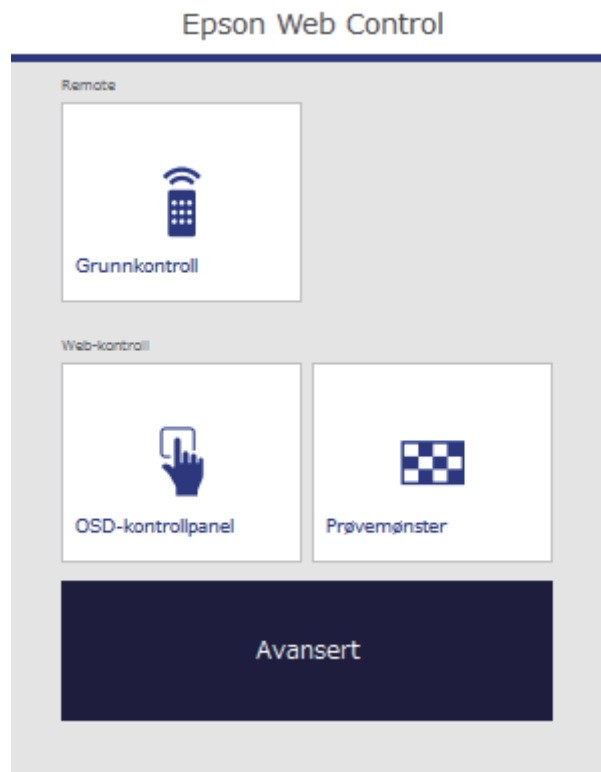 Epson Web Control
Remote
Grunnkontroll
Web-kontroll
OSD-kontrollpanel
Prøvemønster
Avansert